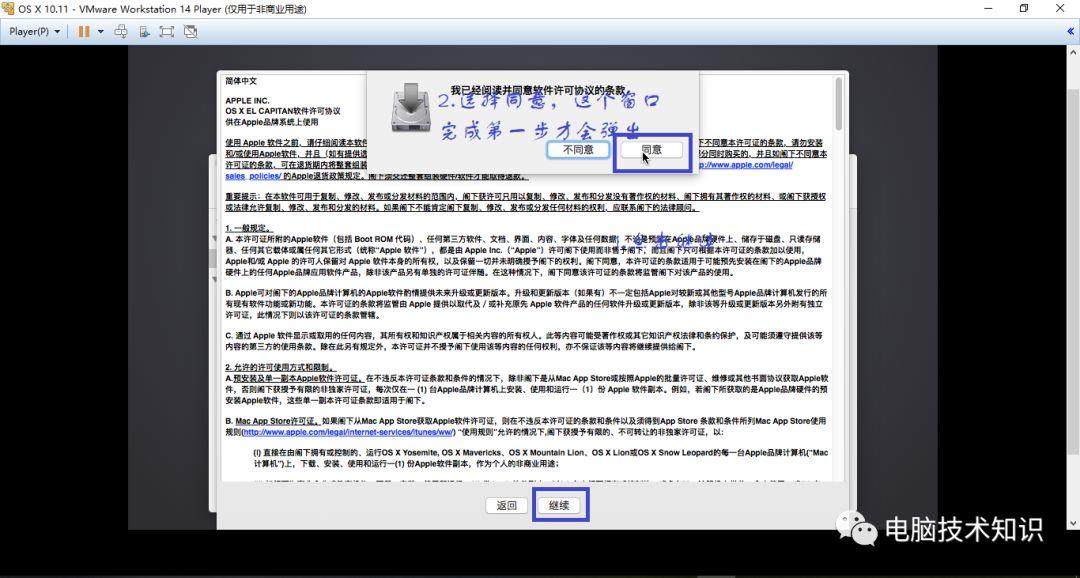 OS X 10.11 - VMware Workstation 14 Player (仅用于非商业用途)
Player(P)
简体中文
APPLE INC.
OS X EL CAPITAN软件许可协议
供在Apple品牌系统上使用
我已经阅读并同意软件许可协议的条款。
2.选择同意，这个窗口
完成第一步才会弹出
不同意
同意
使用 Apple 软件之前，请仔细阅读本软件
下不同意本许可证的条款，请勿安装
和/或使用Apple软件，并且（如有提供退
分同时购买的，并且如阁下不同意本
许可证的条款，可在退货期内将整套装
http://www.apple.com/legal/
sales_policies/ 的Apple退货政策规定。阁下须交还整套装硬件/软件才能取得退款。
重要提示：在本软件可用于复制、修改、发布或分发材料的范围内，阁下获许可只用以复制、修改、发布和分发没有著作权的材料、阁下拥有其著作权的材料、或阁下获授权
或法律允许复制、修改、发布和分发的材料。如果阁下不能肯定阁下复制、修改、发布或分发任何材料的权利，应联系阁下的法律顾问。
1. 一般规定。
A. 本许可证所附的Apple软件（包括 Boot ROM 代码）、任何第三方软件、文档、界面、内容、字体及任何数据，不论是预装在Apple品牌硬件上、储存于磁盘、只读存储
器、任何其它载体或属任何其它形式（统称“Apple 软件”），都是由 Apple Inc.（“Apple”）许可阁下使用而非售予阁下，而且阁下只可根据本许可证的条款加以使用，
Apple和/或 Apple 的许可人保留对 Apple 软件本身的所有权，以及保留一切并未明确授予阁下的权利。阁下同意，本许可证的条款适用于可能预先安装在阁下的Apple品牌
硬件上的任何Apple品牌应用软件产品，除非该产品另有单独的许可证伴随。在这种情况下，阁下同意该许可证的条款将监管阁下对该产品的使用。
B. Apple可对阁下的Apple品牌计算机的Apple软件酌情提供未来升级或更新版本。升级和更新版本（如果有）不一定包括Apple对较新或其他型号Apple品牌计算机发行的所
有现有软件功能或新功能。本许可证的条款将监管由 Apple 提供以取代及 / 或补充原先 Apple 软件产品的任何软件升级或更新版本，除非该等升级或更新版本另外附有独立
许可证，此情况下则以该许可证的条款管辖。
C. 通过 Apple 软件显示或取用的任何内容，其所有权和知识产权属于相关内容的所有权人。此等内容可能受著作权或其它知识产权法律和条约保护，及可能须遵守提供该等
内容的第三方的使用条款。除在此另有规定外，本许可证并不授予阁下使用该等内容的任何权利，亦不保证该等内容将继续提供给阁下。
2. 允许的许可使用方式和限制。
A.预安装及单一副本Apple软件许可证。在不违反本许可证条款和条件的情况下，除非阁下是从Mac App Store或按照Apple的批量许可证、维修或其他书面协议获取Apple软
件，否则阁下获授予有限的非独家许可证，每次仅在一 (1) 台Apple品牌计算机上安装、使用和运行一（1）份 Apple 软件副本。例如，若阁下所获取的是Apple品牌硬件的预
安装Apple软件，这些单一副本许可证条款即适用于阁下。
B. Mac App Store许可证。如果阁下从Mac App Store获取Apple软件许可证，则在不违反本许可证的条款和条件以及须得到App Store 条款和条件所列Mac App Store使用
规则(http://www.apple.com/legal/internet-services/itunes/ww/) “使用规则”允许的情况下,阁下获授予有限的、不可转让的非独家许可证，以:
(i) 直接在由阁下拥有或控制的、运行OS X Yosemite, OS X Mavericks、OS X Mountain Lion、OS X Lion或OS X Snow Leopard的每一台Apple品牌计算机(“Mac
计算机”)上，下载、安装、使用和运行一(1) 份Apple软件副本，作为个人的非商业用途；
返回
继续
电脑技术知识